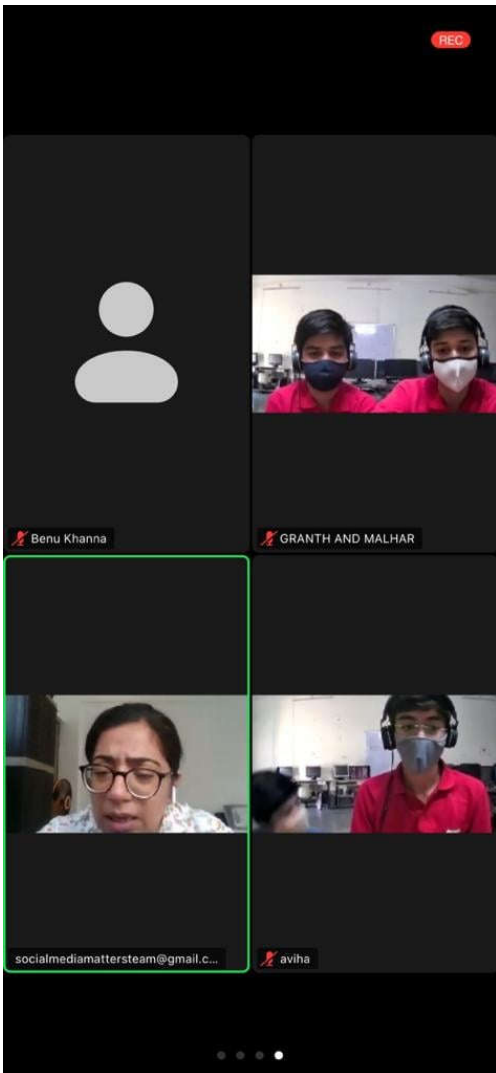 REC
Benu Khanna
GRANTH AND MALHAR
socialmediamattersteam@gmail.c...
aviha